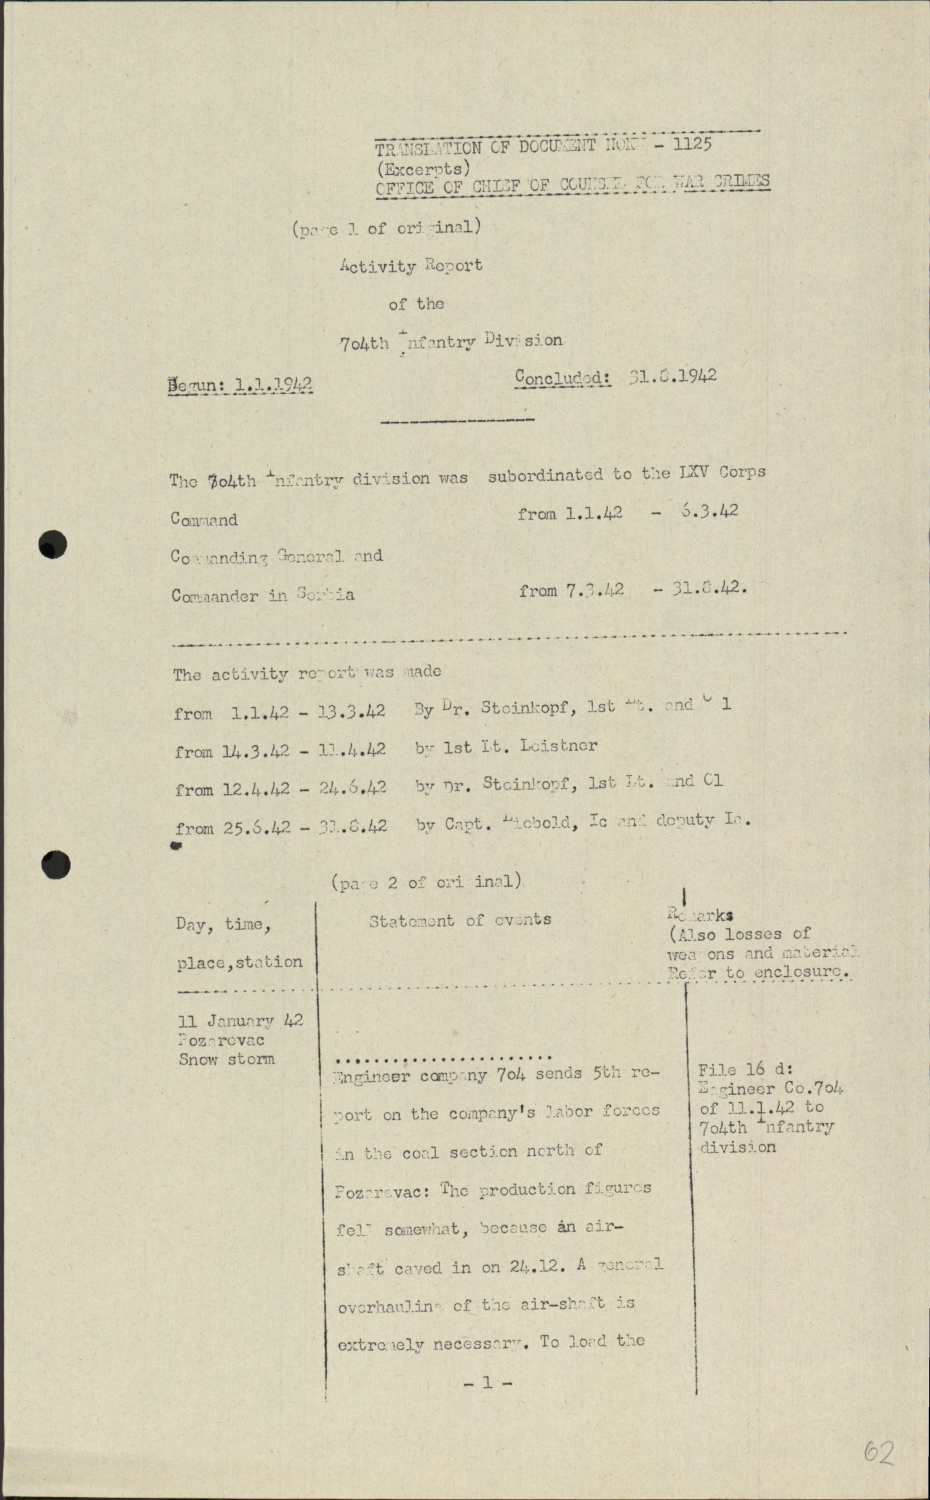 TRANSLATION OF DOCUMENT NOKW - 1125
(Excerpts)
OFFICE OF CHIEF OF COUNSEL FOR WAR CRIMES
(page 1 of original)
Activity Report
of the
7o4th Infantry Division
Begun: 1.1.1942 Concluded: 31.8.1942
The 7o4th Infantry division was subordinated to the LXV Corps
Command from 1.1.42 - 6.3.42
Commanding General and
Commander in Serbia from 7.3.42 - 31.8.42.
The activity report was made
from 1.1.42 - 13.3.42 By Dr. Steinkopf, 1st Lt. and O 1
from 14.3.42 - 11.4.42 by 1st Lt. Leistner
from 12.4.42 - 24.6.42 by Dr. Steinkopf, 1st Lt. and O1
from 25.6.42 - 31.8.42 by Capt. Liebold, Ic and deputy Ia.
(page 2 of original)
Day, time,
place,station
Statement of events
Remarks
(Also losses of
weapons and material
Refer to enclosure.
11 January 42
Pozarevac
Snow storm
.......................
Engineer company 7o4 sends 5th re-
port on the company's labor forces
in the coal section north of
Pozarevac: The production figures
fell somewhat, because an air-
shaft caved in on 24.12. A general
overhauling of the air-shaft is
extremely necessary. To load the
File 16 d:
Engineer Co.7o4
of 11.1.42 to
7o4th Infantry
division
- 1 -
62